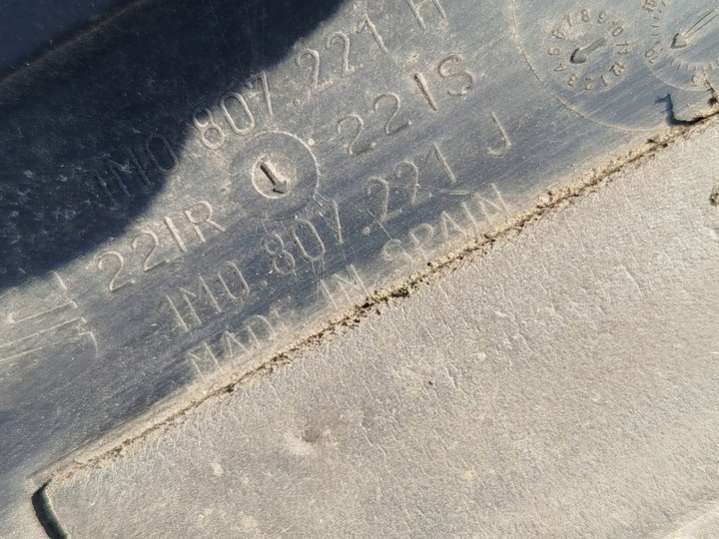 1M0.807.221 H
221S
221R
1M0.807.221 J
MADE IN SPAIN